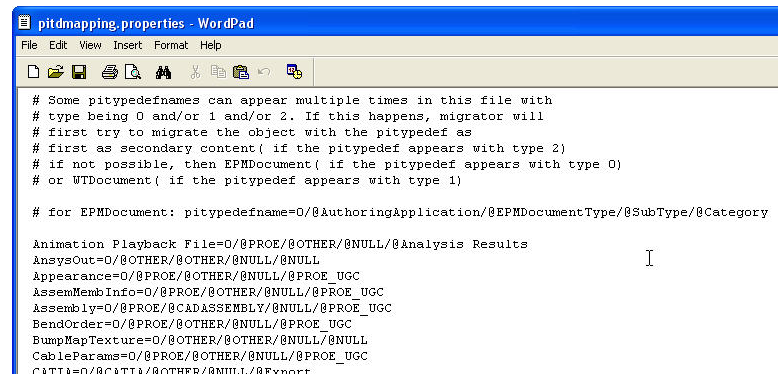 pitdmapping.properties - WordPad
File Edit View Insert Format Help
# Some pitypedefnames can appear multiple times in this file with
# type being 0 and/or 1 and/or 2. If this happens, migrator will
# first try to migrate the object with the pitypedef as
# first as secondary content( if the pitypedef appears with type 2)
# if not possible, then EPMDocument( if the pitypedef appears with type 0)
# or WTDocument( if the pitypedef appears with type 1)
# for EPMDocument: pitypedefname=0/@AuthoringApplication/@EPMDocumentType/@SubType/@Category
Animation Playback File=0/@PROE/@OTHER/@NULL/@Analysis Results
AnsysOut=0/@OTHER/@OTHER/@NULL/@NULL
Appearance=0/@PROE/@OTHER/@NULL/@PROE_UGC
AssemMembInfo=0/@PROE/@OTHER/@NULL/@PROE_UGC
Assembly=0/@PROE/@CADASSEMBLY/@NULL/@PROE_UGC
BendOrder=0/@PROE/@OTHER/@NULL/@PROE_UGC
BumpMapTexture=0/@OTHER/@OTHER/@NULL/@NULL
CableParams=0/@PROE/@OTHER/@NULL/@PROE_UGC
CATIA=0/@CATIA/@OTHER/@NULL/@Export